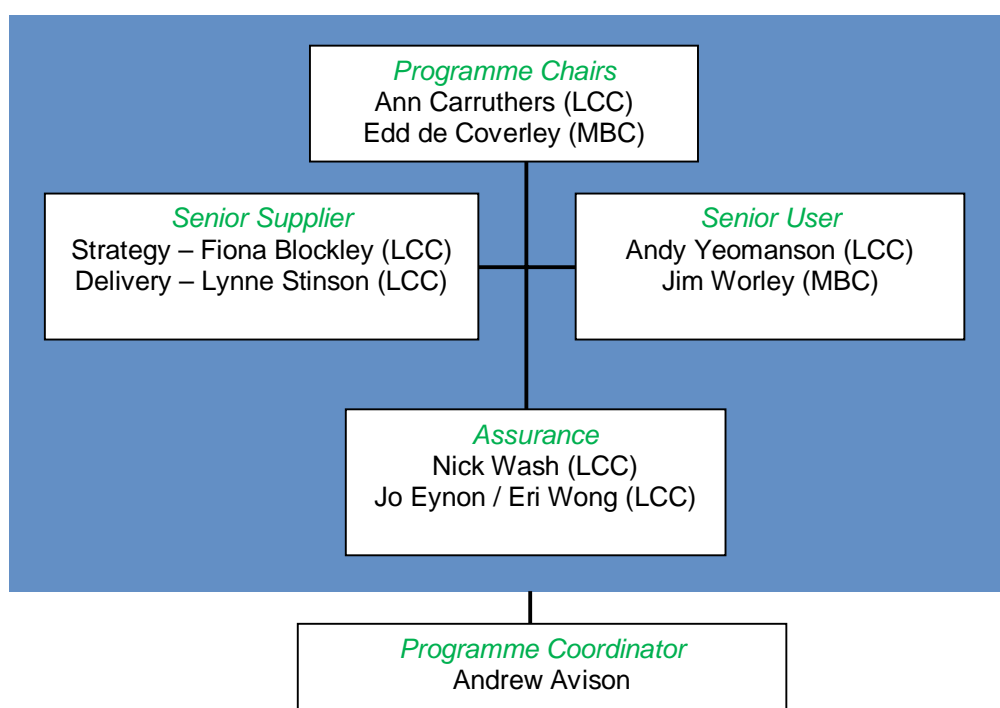 Programme Chairs
Ann Carruthers (LCC)
Edd de Coverley (MBC)
Senior Supplier
Strategy – Fiona Blockley (LCC)
Delivery – Lynne Stinson (LCC)
Senior User
Andy Yeomanson (LCC)
Jim Worley (MBC)
Assurance
Nick Wash (LCC)
Jo Eynon / Eri Wong (LCC)
Programme Coordinator
Andrew Avison